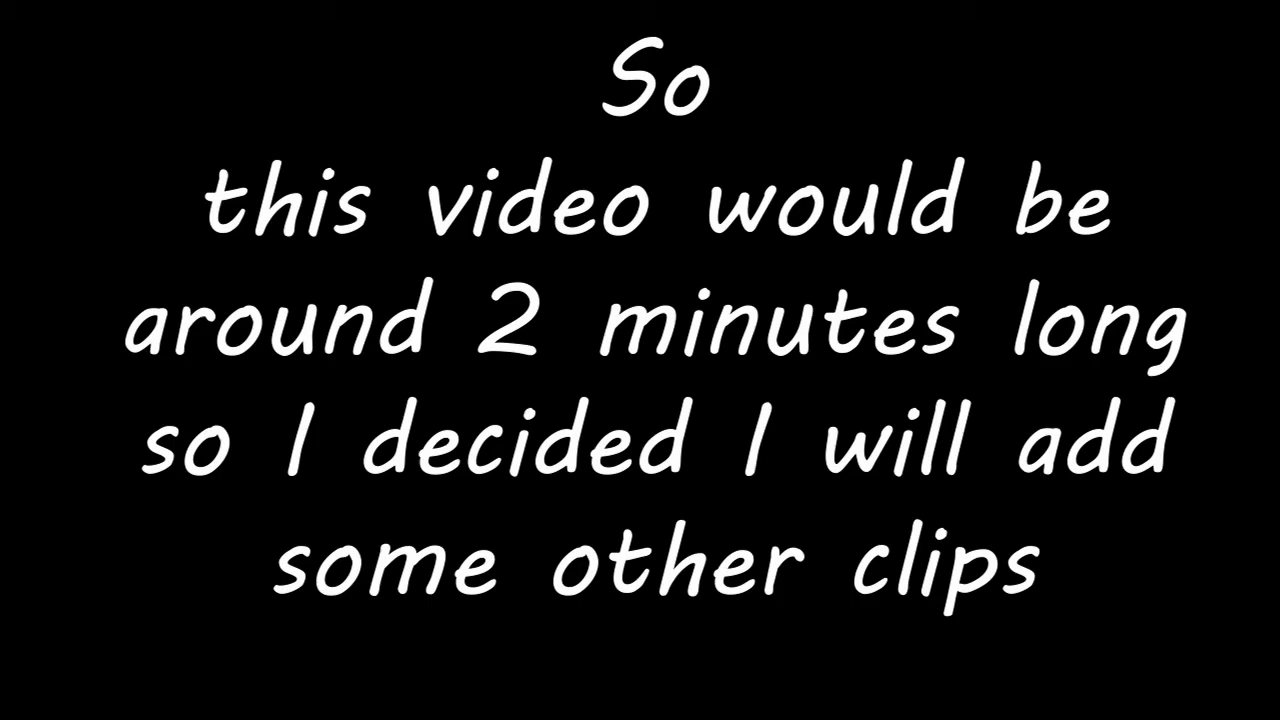 So
this video would be
around 2 minutes long
so I decided I will add
some other clips